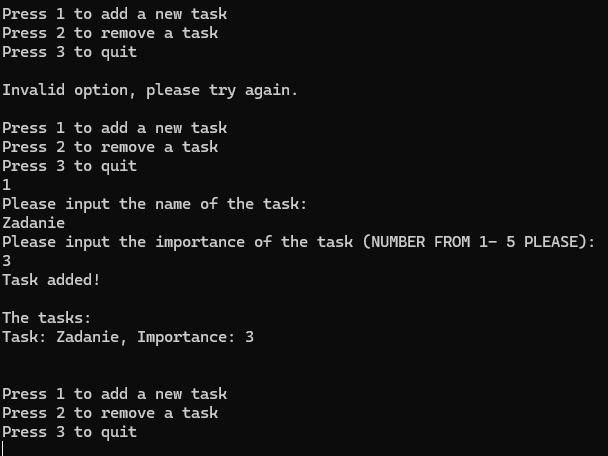 Press 1 to add a new task
Press 2 to remove a task
Press 3 to quit
Invalid option, please try again.
Press 1 to add a new task
Press 2 to remove a task
Press 3 to quit
1
Please input the name of the task:
Zadanie
Please input the importance of the task (NUMBER FROM 1- 5 PLEASE):
3
Task added!
The tasks:
Task: Zadanie, Importance: 3
Press 1 to add a new task
Press 2 to remove a task
Press 3 to quit